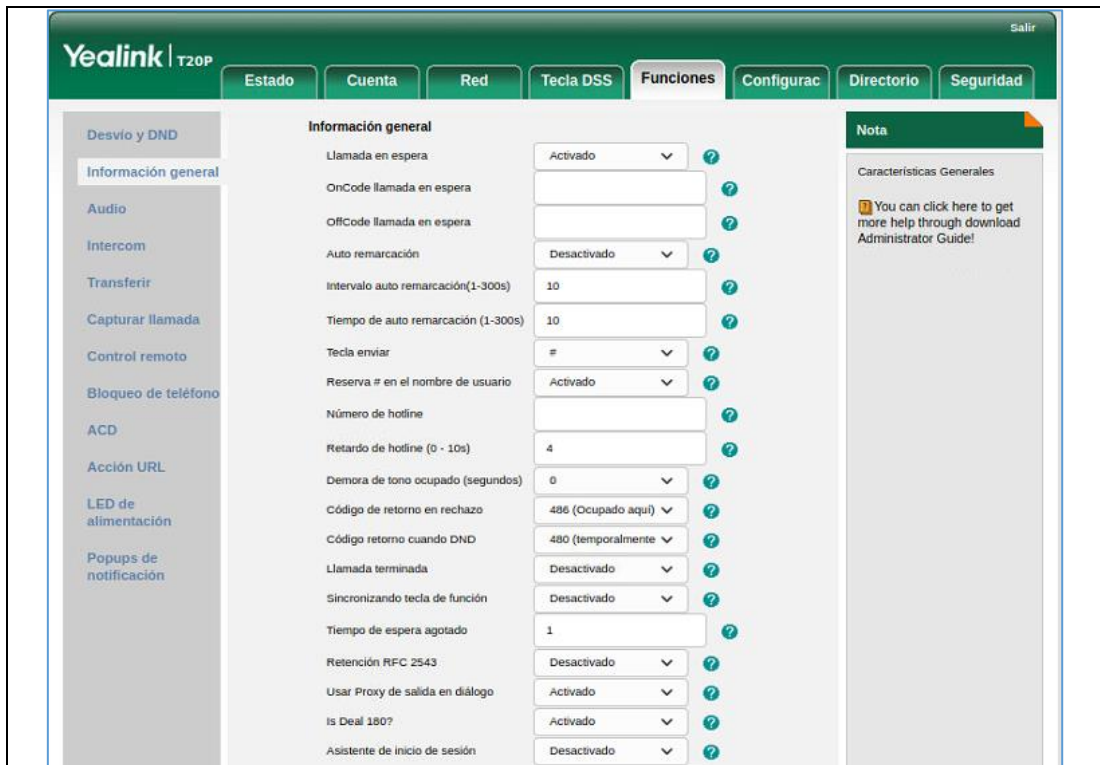 Salir
Yealink | T20P
Estado Cuenta Red Tecla DSS Funciones Configurac Directorio Seguridad
Desvío y DND
Información general
Audio
Intercom
Transferir
Capturar llamada
Control remoto
Bloqueo de teléfono
ACD
Acción URL
LED de
alimentación
Popups de
notificación
Información general
Llamada en espera Activado
OnCode llamada en espera
OffCode llamada en espera
Auto remarcación Desactivado
Intervalo auto remarcación(1-300s) 10
Tiempo de auto remarcación (1-300s) 10
Tecla enviar #
Reserva # en el nombre de usuario Activado
Número de hotline
Retardo de hotline (0 - 10s) 4
Demora de tono ocupado (segundos) 0
Código de retorno en rechazo 486 (Ocupado aquí)
Código retorno cuando DND 480 (temporalmente
Llamada terminada Desactivado
Sincronizando tecla de función Desactivado
Tiempo de espera agotado 1
Retención RFC 2543 Desactivado
Usar Proxy de salida en diálogo Activado
Is Deal 180? Activado
Asistente de inicio de sesión Desactivado
Nota
Características Generales
You can click here to get
more help through download
Administrator Guide!